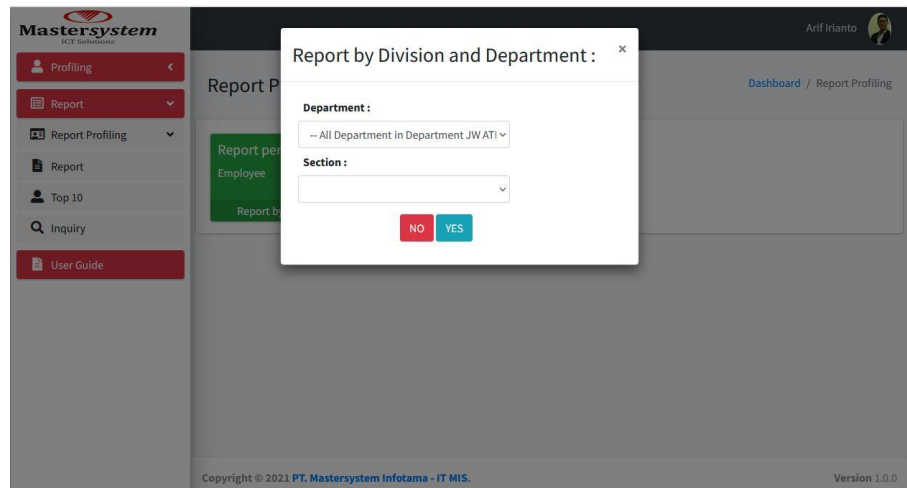 Mastersystem
ICT Solutions
Arif Irianto
Profiling
Report
Report Profiling
Report
Top 10
Inquiry
User Guide
Report P
Dashboard / Report Profiling
Report per
Employee
Report by
Report by Division and Department :
×
Department :
-- All Department in Department JW ATI
Section :
NO YES
Copyright © 2021 PT. Mastersystem Infotama - IT MIS.
Version 1.0.0